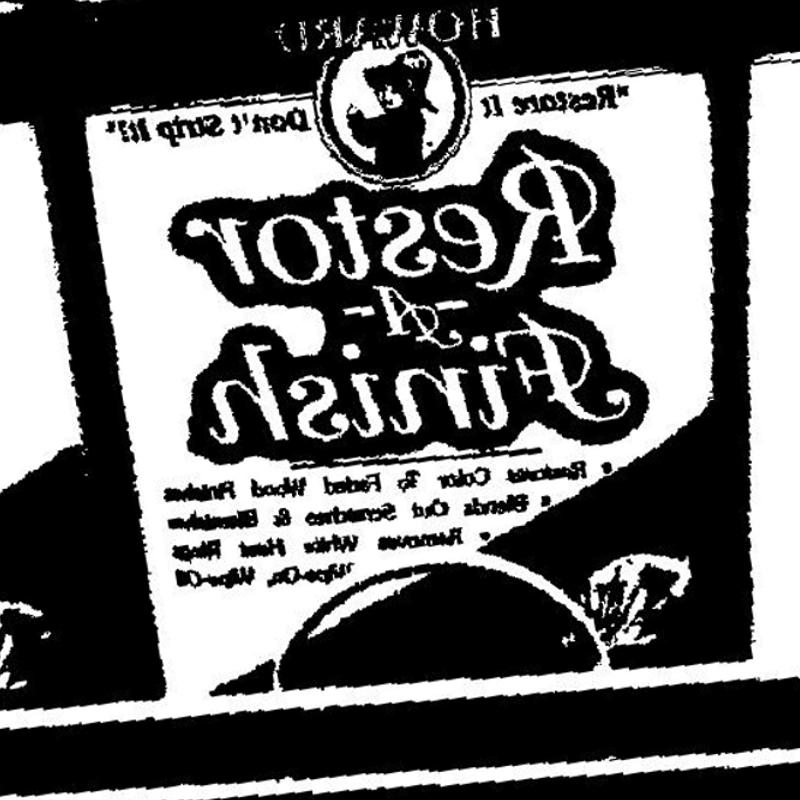 HOWARD
"Restore It Don't Strip It!"
Restor
-A-
Finish
• Restores Color To Faded Wood Finishes
• Blends Out Scratches & Blemishes
• Removes White Heat Rings
"Wipe-On, Wipe-Off